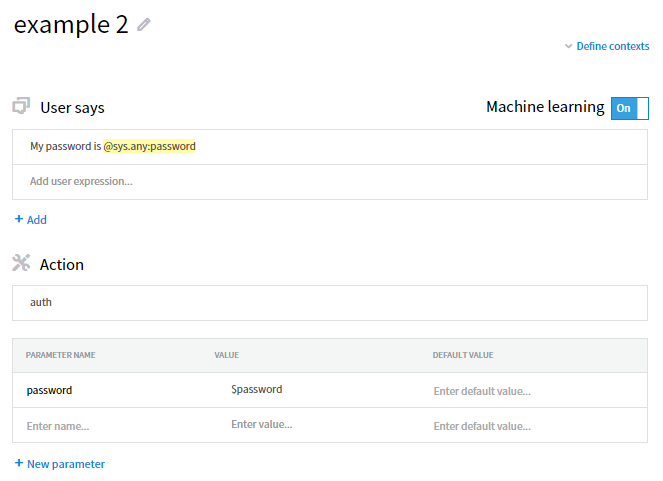 example 2
Define contexts
User says
Machine learning On
My password is @sys.any:password
Add user expression...
+ Add
Action
auth
PARAMETER NAME VALUE DEFAULT VALUE
password $password Enter default value...
Enter name... Enter value... Enter default value...
+ New parameter